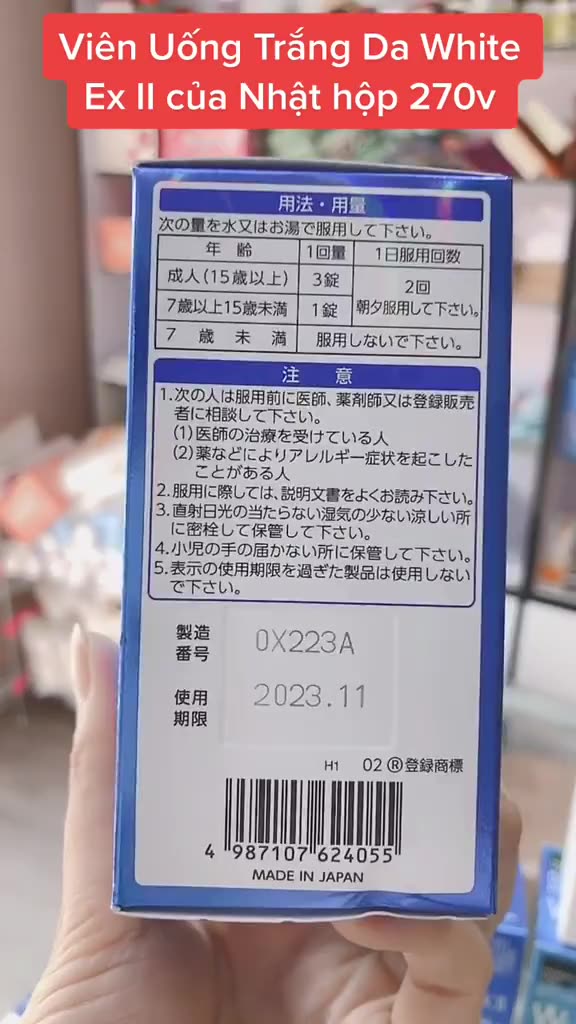 Viên Uống Trắng Da White
Ex II của Nhật hộp 270v
用法・用量
次の量を水又はお湯で服用して下さい。
年 齢 1回量 1日服用回数
成人(15歳以上) 3錠 2回
7歳以上15歳未満 1錠 朝夕服用して下さい。
7 歳 未 満 服用しないで下さい。
注 意
1.次の人は服用前に医師、薬剤師又は登録販売
者に相談して下さい。
(1)医師の治療を受けている人
(2)薬などによりアレルギー症状を起こした
ことがある人
2.服用に際しては、説明文書をよくお読み下さい。
3.直射日光の当たらない湿気の少ない涼しい所
に密栓して保管して下さい。
4.小児の手の届かない所に保管して下さい。
5.表示の使用期限を過ぎた製品は使用しない
で下さい。
製造
番号 0X223A
使用
期限 2023.11
H1 02 ®登録商標
4 987107 624055
MADE IN JAPAN